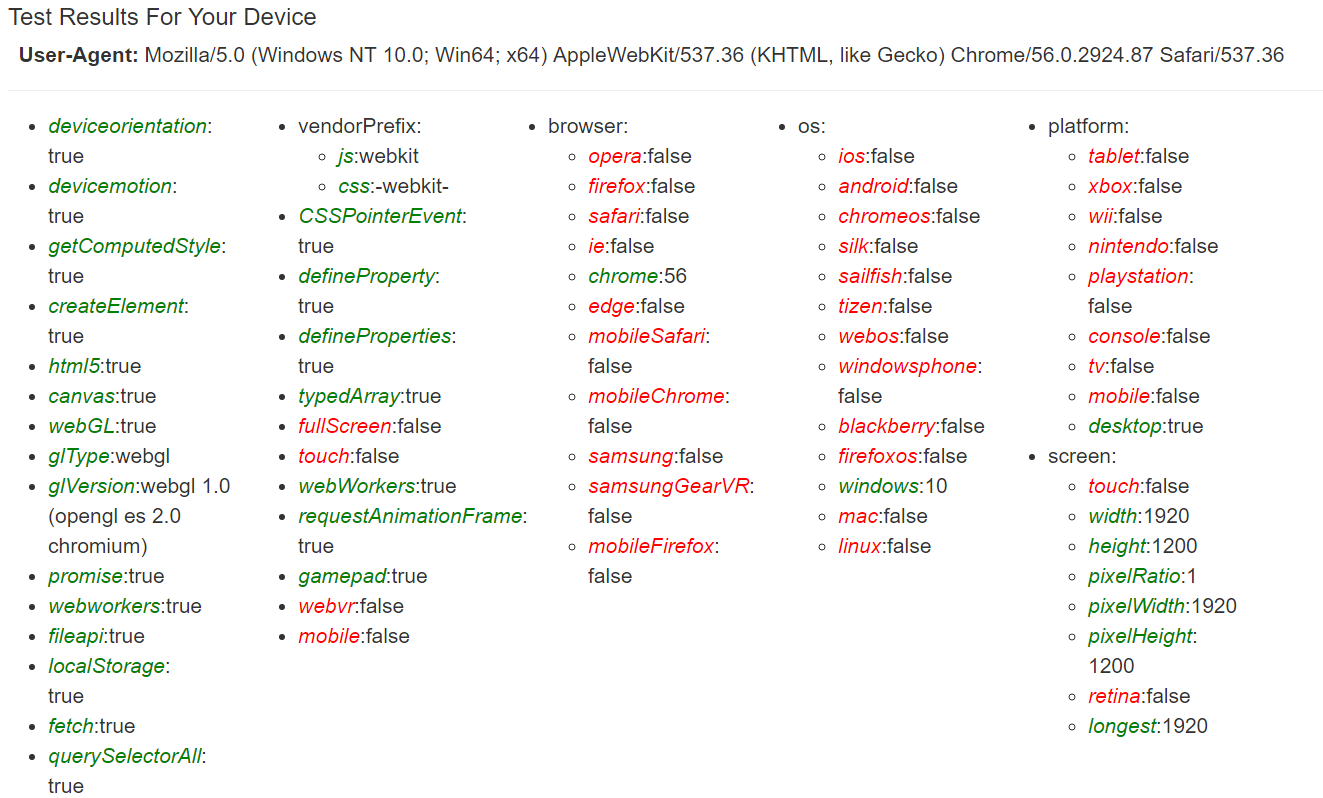 Test Results For Your Device
User-Agent: Mozilla/5.0 (Windows NT 10.0; Win64; x64) AppleWebKit/537.36 (KHTML, like Gecko) Chrome/56.0.2924.87 Safari/537.36
deviceorientation:
true
devicemotion:
true
getComputedStyle:
true
createElement:
true
html5:true
canvas:true
webGL:true
glType:webgl
glVersion:webgl 1.0
(opengl es 2.0
chromium)
promise:true
webworkers:true
fileapi:true
localStorage:
true
fetch:true
querySelectorAll:
true
vendorPrefix:
js:webkit
css:-webkit-
CSSPointerEvent:
true
defineProperty:
true
defineProperties:
true
typedArray:true
fullScreen:false
touch:false
webWorkers:true
requestAnimationFrame:
true
gamepad:true
webvr:false
mobile:false
browser:
opera:false
firefox:false
safari:false
ie:false
chrome:56
edge:false
mobileSafari:
false
mobileChrome:
false
samsung:false
samsungGearVR:
false
mobileFirefox:
false
os:
ios:false
android:false
chromeos:false
silk:false
sailfish:false
tizen:false
webos:false
windowsphone:
false
blackberry:false
firefoxos:false
windows:10
mac:false
linux:false
platform:
tablet:false
xbox:false
wii:false
nintendo:false
playstation:
false
console:false
tv:false
mobile:false
desktop:true
screen:
touch:false
width:1920
height:1200
pixelRatio:1
pixelWidth:1920
pixelHeight:
1200
retina:false
longest:1920